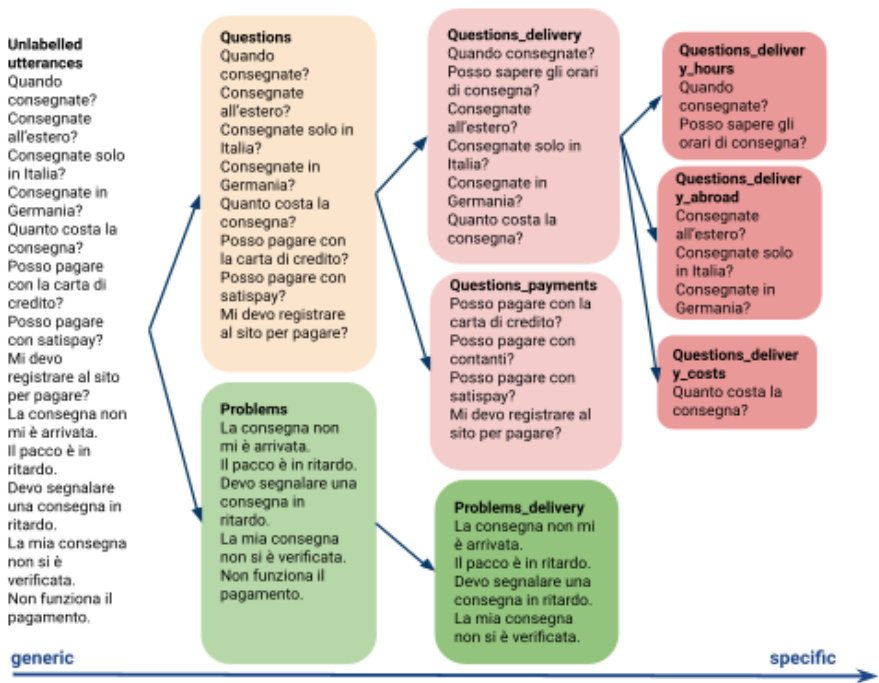 Unlabelled
utterances
Quando
consegnate?
Consegnate
all'estero?
Consegnate solo
in Italia?
Consegnate in
Germania?
Quanto costa la
consegna?
Posso pagare
con la carta di
credito?
Posso pagare
con satispay?
Mi devo
registrare al sito
per pagare?
La consegna non
mi è arrivata.
Il pacco è in
ritardo.
Devo segnalare
una consegna in
ritardo.
La mia consegna
non si è
verificata.
Non funziona il
pagamento.
Questions
Quando
consegnate?
Consegnate
all'estero?
Consegnate solo in
Italia?
Consegnate in
Germania?
Quanto costa la
consegna?
Posso pagare con
la carta di credito?
Posso pagare con
satispay?
Mi devo registrare
al sito per pagare?
Problems
La consegna non
mi è arrivata.
Il pacco è in ritardo.
Devo segnalare una
consegna in
ritardo.
La mia consegna
non si è verificata.
Non funziona il
pagamento.
Questions_delivery
Quando consegnate?
Posso sapere gli orari
di consegna?
Consegnate
all'estero?
Consegnate solo in
Italia?
Consegnate in
Germania?
Quanto costa la
consegna?
Questions_payments
Posso pagare con la
carta di credito?
Posso pagare con
contanti?
Posso pagare con
satispay?
Mi devo registrare al
sito per pagare?
Problems_delivery
La consegna non mi
è arrivata.
Il pacco è in ritardo.
Devo segnalare una
consegna in ritardo.
La mia consegna
non si è verificata.
Questions_deliver
y_hours
Quando
consegnate?
Posso sapere gli
orari di consegna?
Questions_deliver
y_abroad
Consegnate
all'estero?
Consegnate solo
in Italia?
Consegnate in
Germania?
Questions_deliver
y_costs
Quanto costa la
consegna?
generic
specific